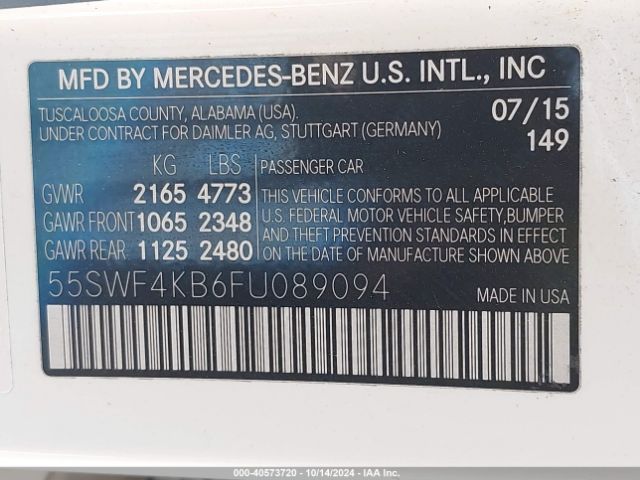 MFD BY MERCEDES-BENZ U.S. INTL., INC
TUSCALOOSA COUNTY, ALABAMA (USA). 07/15
UNDER CONTRACT FOR DAIMLER AG, STUTTGART (GERMANY) 149
KG LBS PASSENGER CAR
GVWR 2165 4773 THIS VEHICLE CONFORMS TO ALL APPLICABLE
GAWR FRONT 1065 2348 U.S. FEDERAL MOTOR VEHICLE SAFETY, BUMPER
GAWR REAR 1125 2480 AND THEFT PREVENTION STANDARDS IN EFFECT
ON THE DATE OF MANUFACTURE SHOWN ABOVE
55SWF4KB6FU089094 MADE IN USA
000-40573720 | 10/14/2024 - IAA Inc.